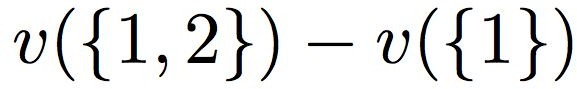 v({1, 2}) − v({1})